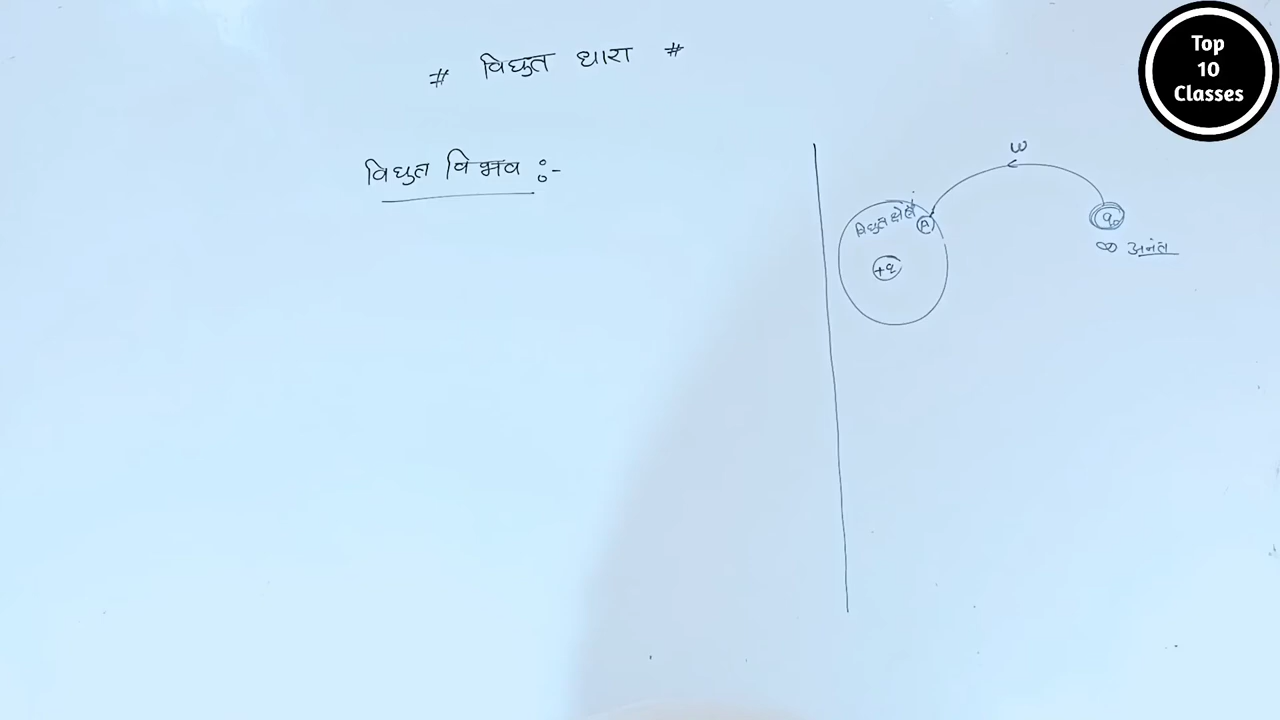 # विद्युत धारा #
विद्युत विभव :-
w
विद्युत क्षेत्र
A
+q
q₀
∞ अनंत
Top
10
Classes